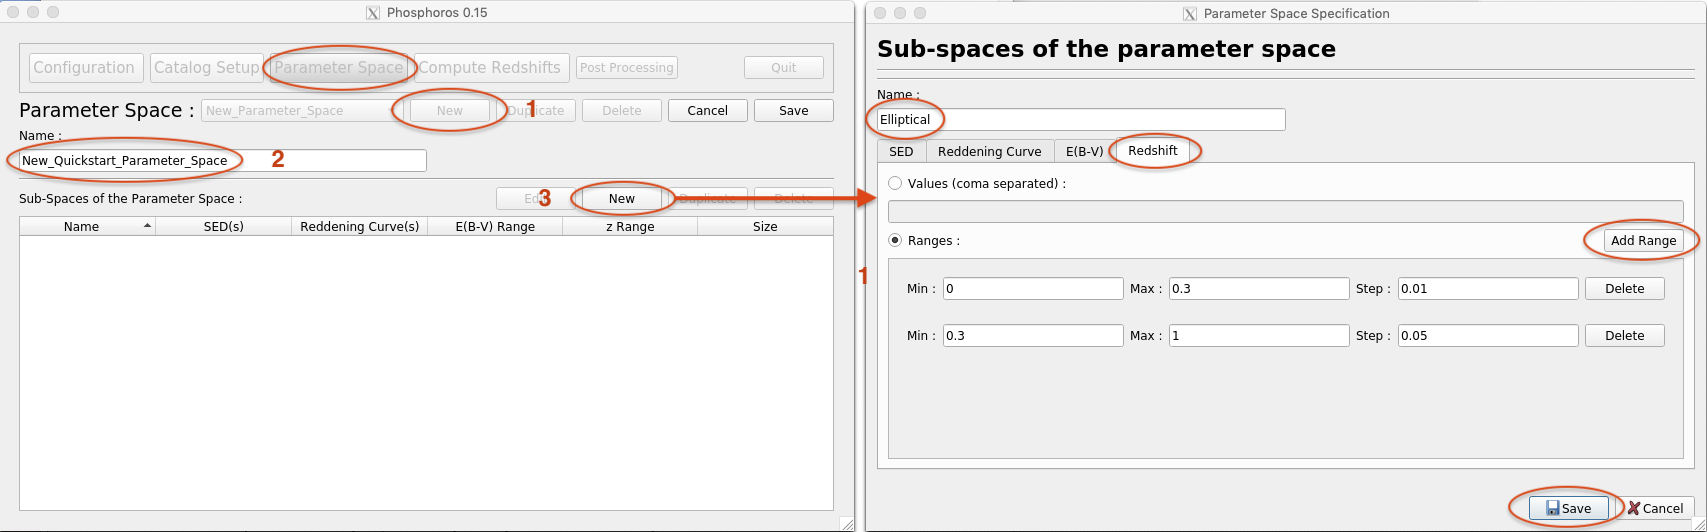 Phosphoros 0.15
Configuration Catalog Setup Parameter Space Compute Redshifts Post Processing Quit
Parameter Space : New_Parameter_Space New 1 Duplicate Delete Cancel Save
Name :
New_Quickstart_Parameter_Space 2
Sub-Spaces of the Parameter Space : Edit 3 New Duplicate Delete
Name SED(s) Reddening Curve(s) E(B-V) Range z Range Size
Parameter Space Specification
Sub-spaces of the parameter space
Name :
Elliptical
SED Reddening Curve E(B-V) Redshift
Values (coma separated) :
Ranges : Add Range
1
Min : 0 Max : 0.3 Step : 0.01 Delete
Min : 0.3 Max : 1 Step : 0.05 Delete
Save Cancel